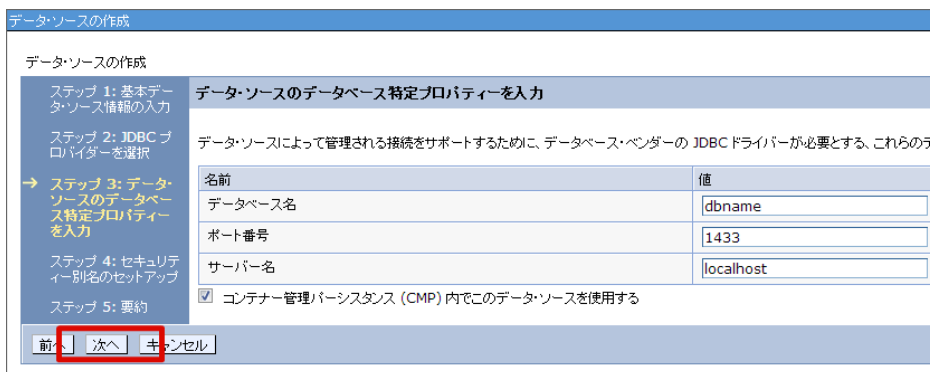 データ・ソースの作成
データ・ソースの作成
ステップ 1: 基本デー
タ・ソース情報の入力
ステップ 2: JDBC プ
ロバイダーを選択
ステップ 3: データ・
ソースのデータベー
ス特定プロパティー
を入力
ステップ 4: セキュリテ
ィー別名のセットアップ
ステップ 5: 要約
データ・ソースのデータベース特定プロパティーを入力
データ・ソースによって管理される接続をサポートするために、データベース・ベンダーの JDBC ドライバーが必要とする、これらのデ
名前 値
データベース名 dbname
ポート番号 1433
サーバー名 localhost
コンテナー管理パーシスタンス (CMP) 内でこのデータ・ソースを使用する
前へ 次へ キャンセル